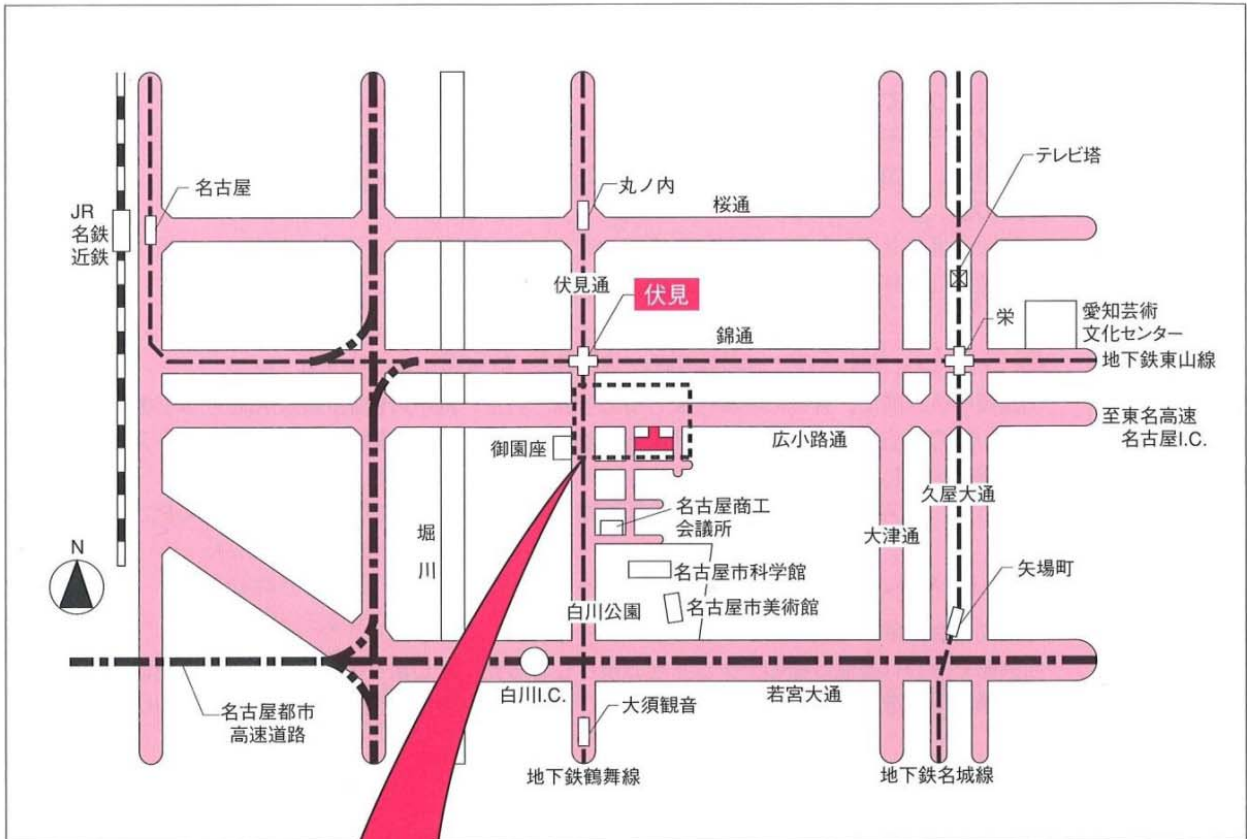 テレビ塔
名古屋
丸ノ内
桜通
JR
名鉄
近鉄
伏見通
伏見
栄
愛知芸術
文化センター
錦通
地下鉄東山線
至東名高速
名古屋I.C.
広小路通
御園座
久屋大通
名古屋商工
会議所
大津通
堀
川
N
名古屋市科学館
矢場町
白川公園
名古屋市美術館
白川I.C.
大須観音
若宮大通
名古屋都市
高速道路
地下鉄鶴舞線
地下鉄名城線